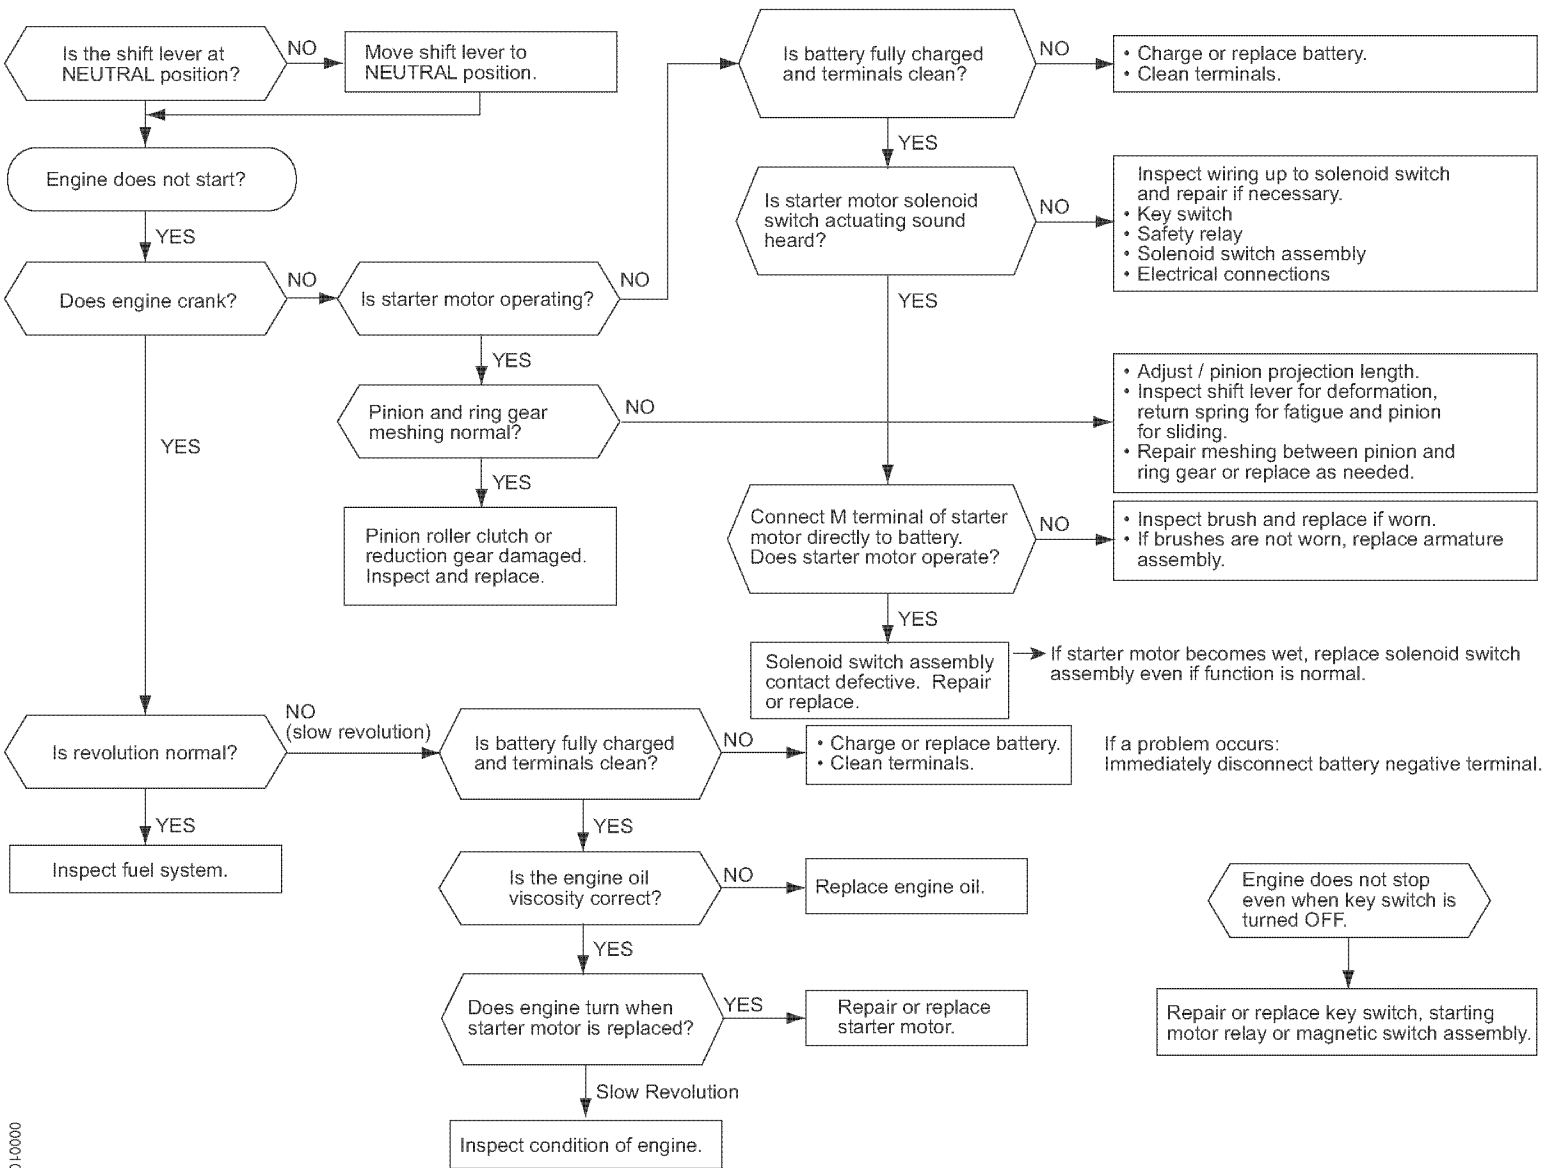 Is the shift lever at
NEUTRAL position?
NO
Move shift lever to
NEUTRAL position.
Engine does not start?
YES
Does engine crank?
NO
Is starter motor operating?
NO
YES
Pinion and ring gear
meshing normal?
NO
YES
Pinion roller clutch or
reduction gear damaged.
Inspect and replace.
YES
Is battery fully charged
and terminals clean?
NO
• Charge or replace battery.
• Clean terminals.
YES
Is starter motor solenoid
switch actuating sound
heard?
NO
Inspect wiring up to solenoid switch
and repair if necessary.
• Key switch
• Safety relay
• Solenoid switch assembly
• Electrical connections
YES
• Adjust / pinion projection length.
• Inspect shift lever for deformation,
return spring for fatigue and pinion
for sliding.
• Repair meshing between pinion and
ring gear or replace as needed.
Connect M terminal of starter
motor directly to battery.
Does starter motor operate?
NO
• Inspect brush and replace if worn.
• If brushes are not worn, replace armature
assembly.
YES
Solenoid switch assembly
contact defective. Repair
or replace.
If starter motor becomes wet, replace solenoid switch
assembly even if function is normal.
Is revolution normal?
NO
(slow revolution)
Is battery fully charged
and terminals clean?
NO
• Charge or replace battery.
• Clean terminals.
If a problem occurs:
Immediately disconnect battery negative terminal.
YES
Inspect fuel system.
YES
Is the engine oil
viscosity correct?
NO
Replace engine oil.
YES
Does engine turn when
starter motor is replaced?
YES
Repair or replace
starter motor.
Slow Revolution
Inspect condition of engine.
Engine does not stop
even when key switch is
turned OFF.
Repair or replace key switch, starting
motor relay or magnetic switch assembly.